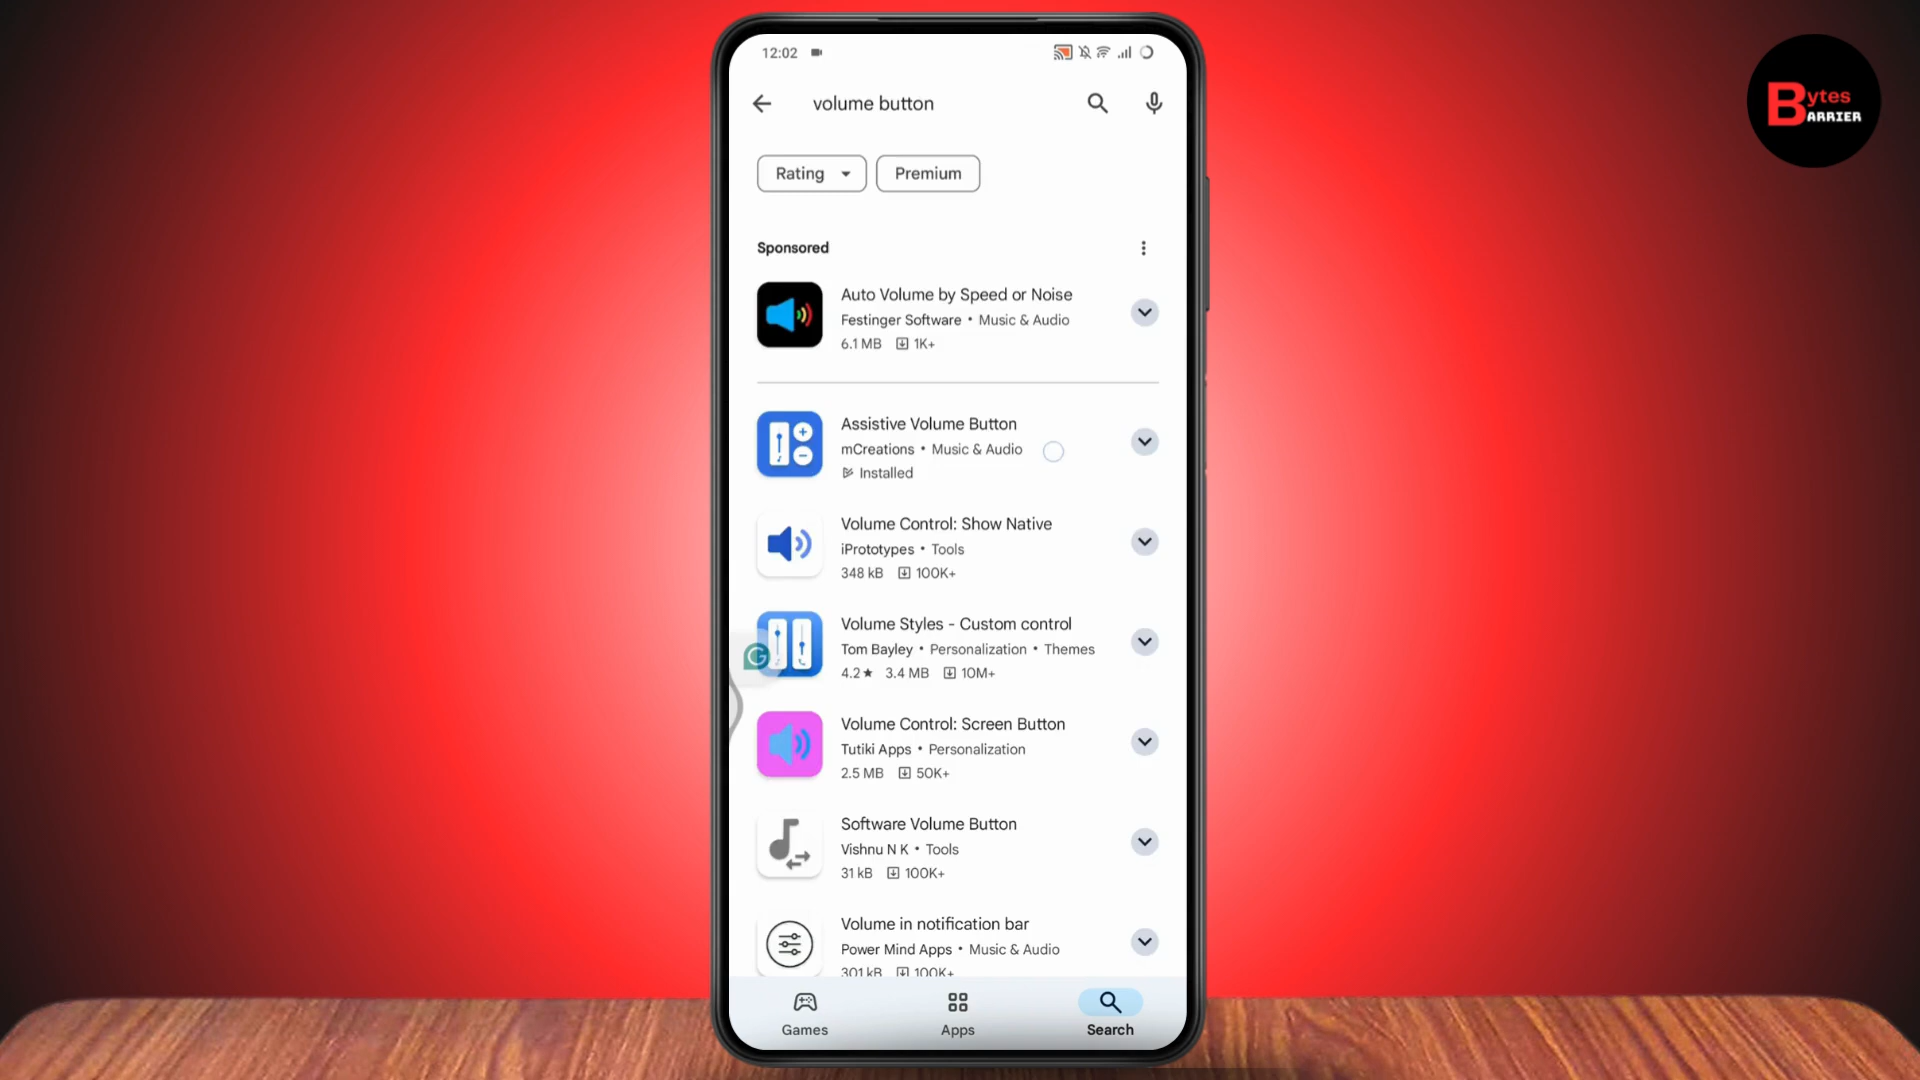 12:02
Bytes
BARRIER
volume button
Rating
Premium
Sponsored
Auto Volume by Speed or Noise
Festinger Software • Music & Audio
6.1 MB 1K+
Assistive Volume Button
mCreations • Music & Audio
Installed
Volume Control: Show Native
iPrototypes • Tools
348 kB 100K+
Volume Styles - Custom control
Tom Bayley • Personalization • Themes
4.2★ 3.4 MB 10M+
Volume Control: Screen Button
Tutiki Apps • Personalization
2.5 MB 50K+
Software Volume Button
Vishnu N K • Tools
31 kB 100K+
Volume in notification bar
Power Mind Apps • Music & Audio
301 kB 100K+
Games
Apps
Search